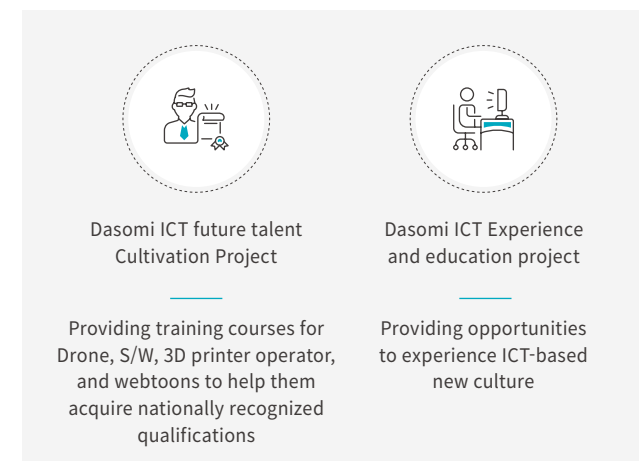 Dasomi ICT future talent
Cultivation Project
Providing training courses for
Drone, S/W, 3D printer operator,
and webtoons to help them
acquire nationally recognized
qualifications
Dasomi ICT Experience
and education project
Providing opportunities
to experience ICT-based
new culture